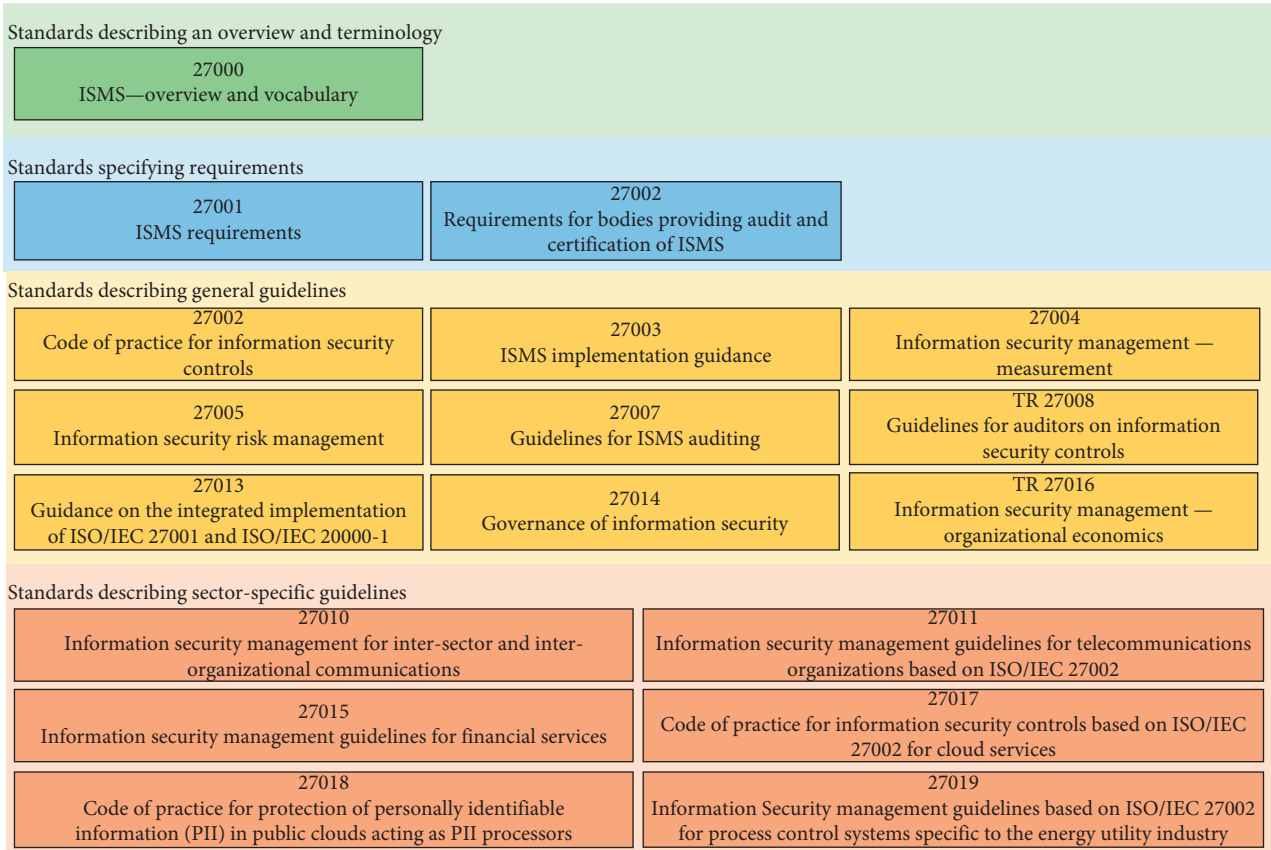 Standards describing an overview and terminology
27000
ISMS—overview and vocabulary
Standards specifying requirements
27001
ISMS requirements
27002
Requirements for bodies providing audit and
certification of ISMS
Standards describing general guidelines
27002
Code of practice for information security
controls
27003
ISMS implementation guidance
27004
Information security management —
measurement
27005
Information security risk management
27007
Guidelines for ISMS auditing
TR 27008
Guidelines for auditors on information
security controls
27013
Guidance on the integrated implementation
of ISO/IEC 27001 and ISO/IEC 20000-1
27014
Governance of information security
TR 27016
Information security management —
organizational economics
Standards describing sector-specific guidelines
27010
Information security management for inter-sector and inter-
organizational communications
27011
Information security management guidelines for telecommunications
organizations based on ISO/IEC 27002
27015
Information security management guidelines for financial services
27017
Code of practice for information security controls based on ISO/IEC
27002 for cloud services
27018
Code of practice for protection of personally identifiable
information (PII) in public clouds acting as PII processors
27019
Information Security management guidelines based on ISO/IEC 27002
for process control systems specific to the energy utility industry